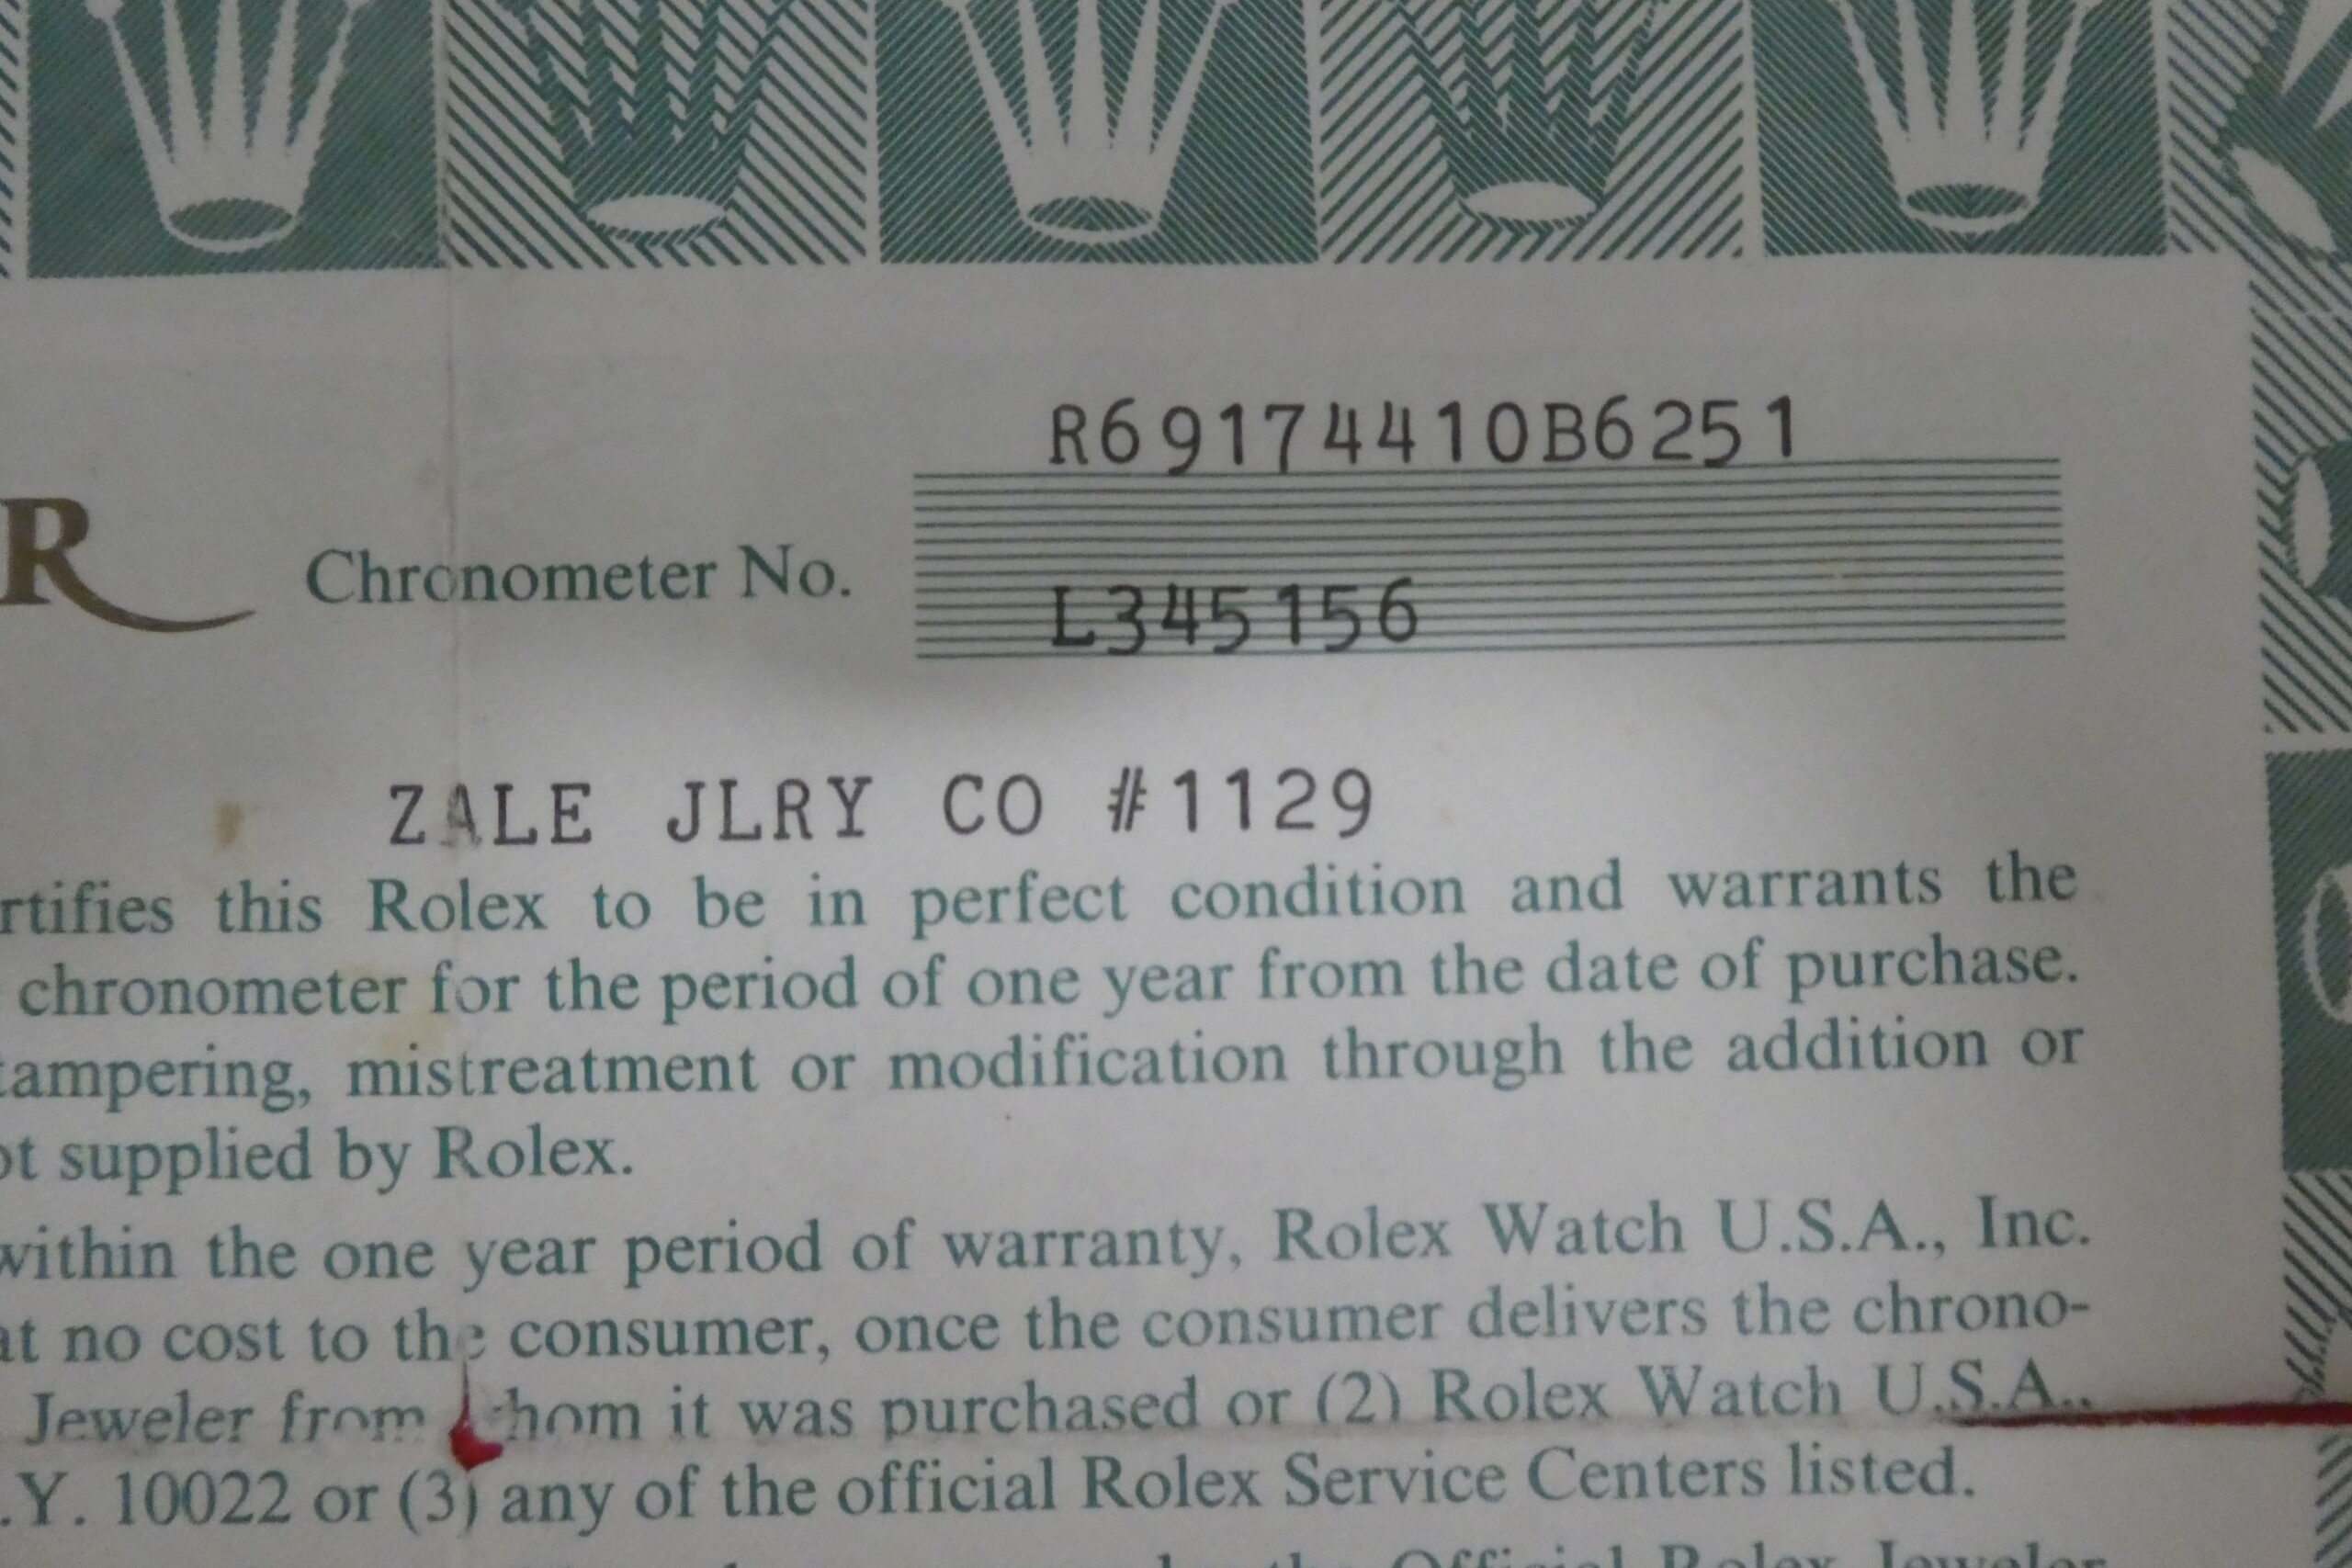 R69174410B6251
R Chronometer No.
L345156
ZALE JLRY CO #1129
rtifies this Rolex to be in perfect condition and warrants the
chronometer for the period of one year from the date of purchase.
tampering, mistreatment or modification through the addition or
ot supplied by Rolex.
within the one year period of warranty, Rolex Watch U.S.A., Inc.
at no cost to the consumer, once the consumer delivers the chrono-
Jeweler from whom it was purchased or (2) Rolex Watch U.S.A.,
.Y. 10022 or (3) any of the official Rolex Service Centers listed.
the Official Rolex Jeweler